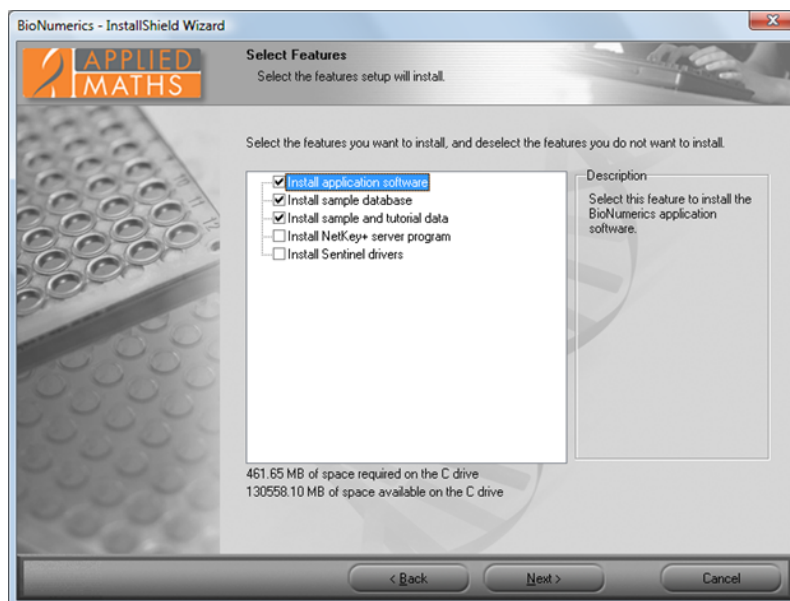 BioNumerics - InstallShield Wizard
APPLIED
MATHS
Select Features
Select the features setup will install.
Select the features you want to install, and deselect the features you do not want to install.
Install application software
Install sample database
Install sample and tutorial data
Install NetKey+ server program
Install Sentinel drivers
Description
Select this feature to install the
BioNumerics application
software.
10
11
12
461.65 MB of space required on the C drive
130558.10 MB of space available on the C drive
< Back
Next >
Cancel